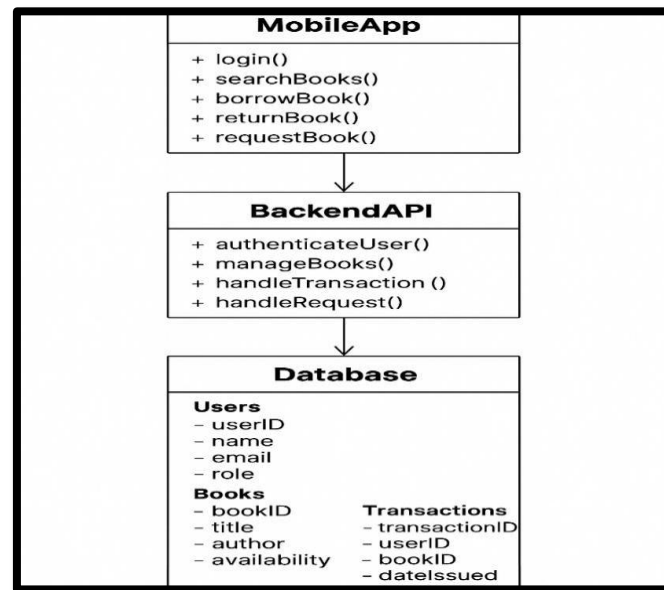 MobileApp
+ login()
+ searchBooks()
+ borrowBook()
+ returnBook()
+ requestBook()
BackendAPI
+ authenticateUser()
+ manageBooks()
+ handleTransaction ()
+ handleRequest()
Database
Users
– userID
– name
– email
– role
Books
– bookID
– title
– author
– availability
Transactions
– transactionID
– userID
– bookID
– dateIssued